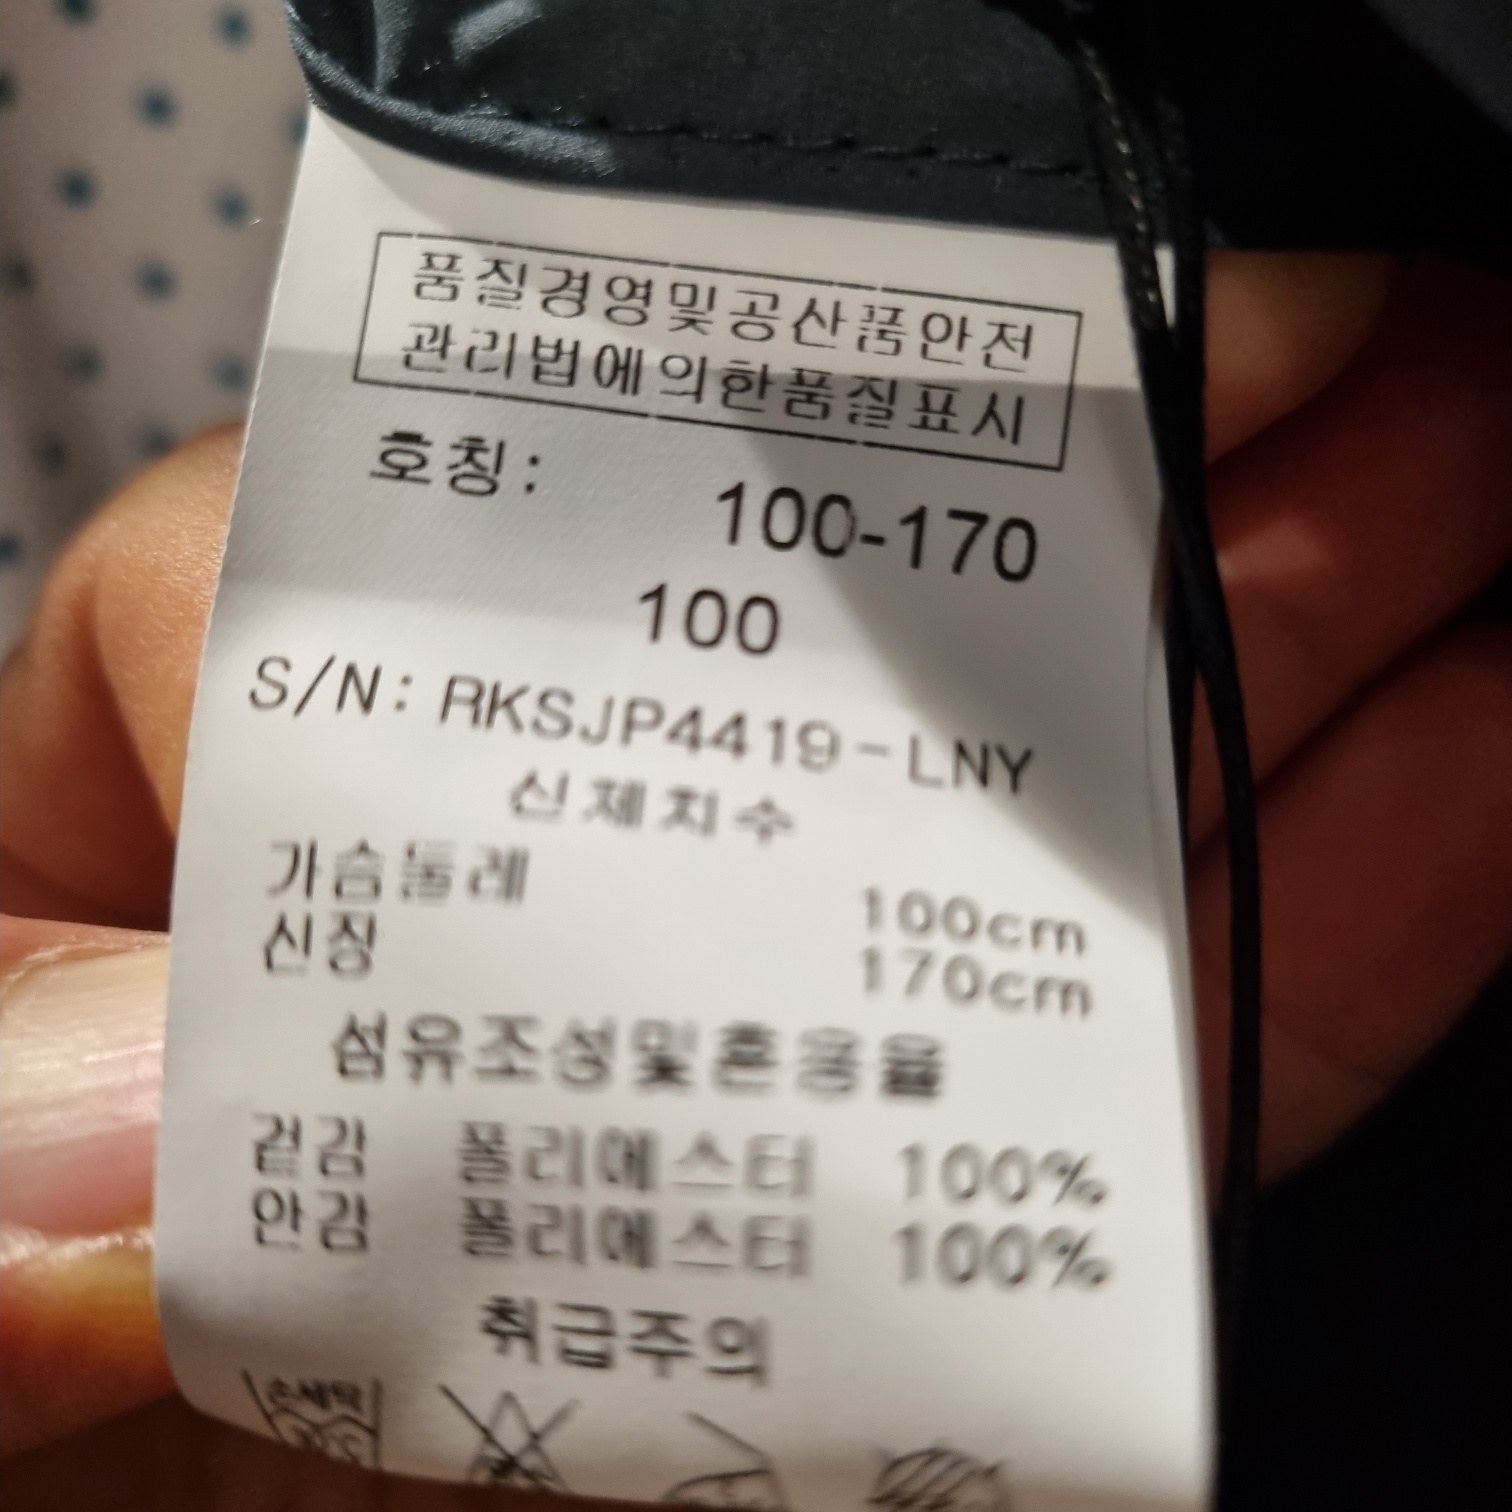 품질경영및공산품안전
관리법에의한품질표시
호칭: 100-170
100
S/N: RKSJP4419-LNY
신체치수
가슴둘레 100cm
신장 170cm
섬유조성및혼용율
겉감 폴리에스터 100%
안감 폴리에스터 100%
취급주의
손세탁